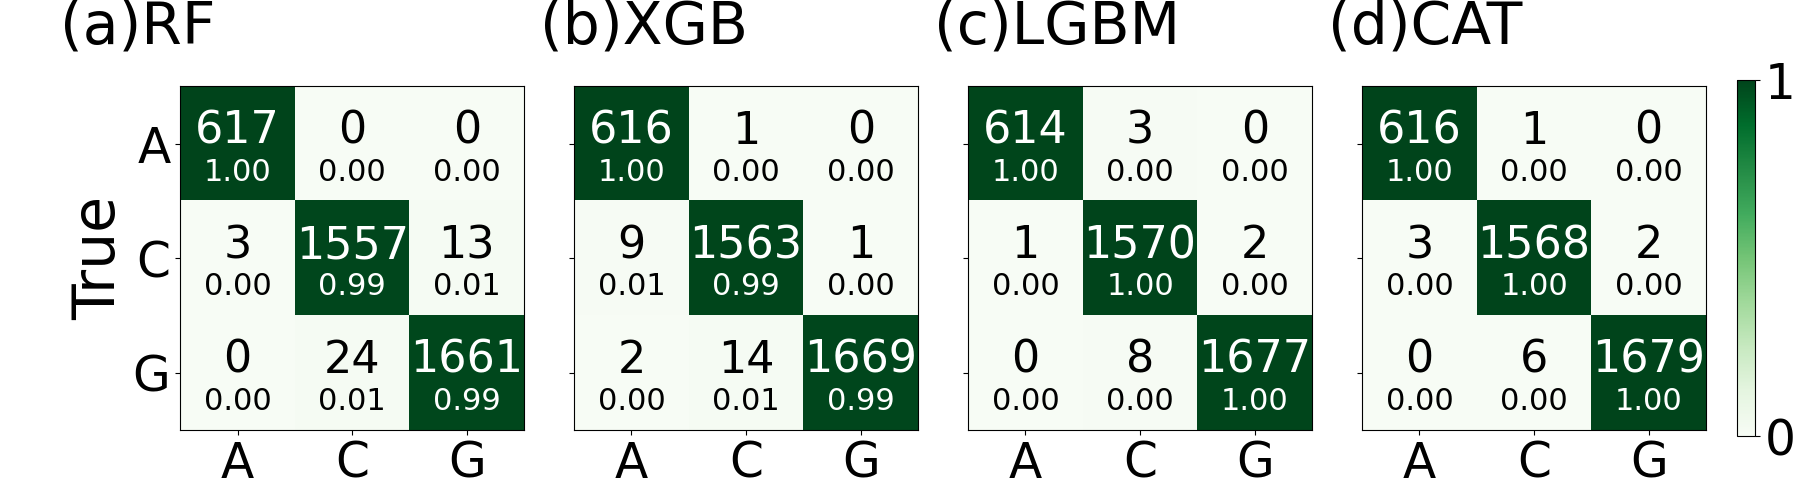 (a)RF (b)XGB (c)LGBM (d)CAT
1
617 0 0 616 1 0 614 3 0 616 1 0
A
1.00 0.00 0.00 1.00 0.00 0.00 1.00 0.00 0.00 1.00 0.00 0.00
True
3 1557 13 9 1563 1 1 1570 2 3 1568 2
C
0.00 0.99 0.01 0.01 0.99 0.00 0.00 1.00 0.00 0.00 1.00 0.00
0 24 1661 2 14 1669 0 8 1677 0 6 1679
G
0.00 0.01 0.99 0.00 0.01 0.99 0.00 0.00 1.00 0.00 0.00 1.00
0
A C G A C G A C G A C G